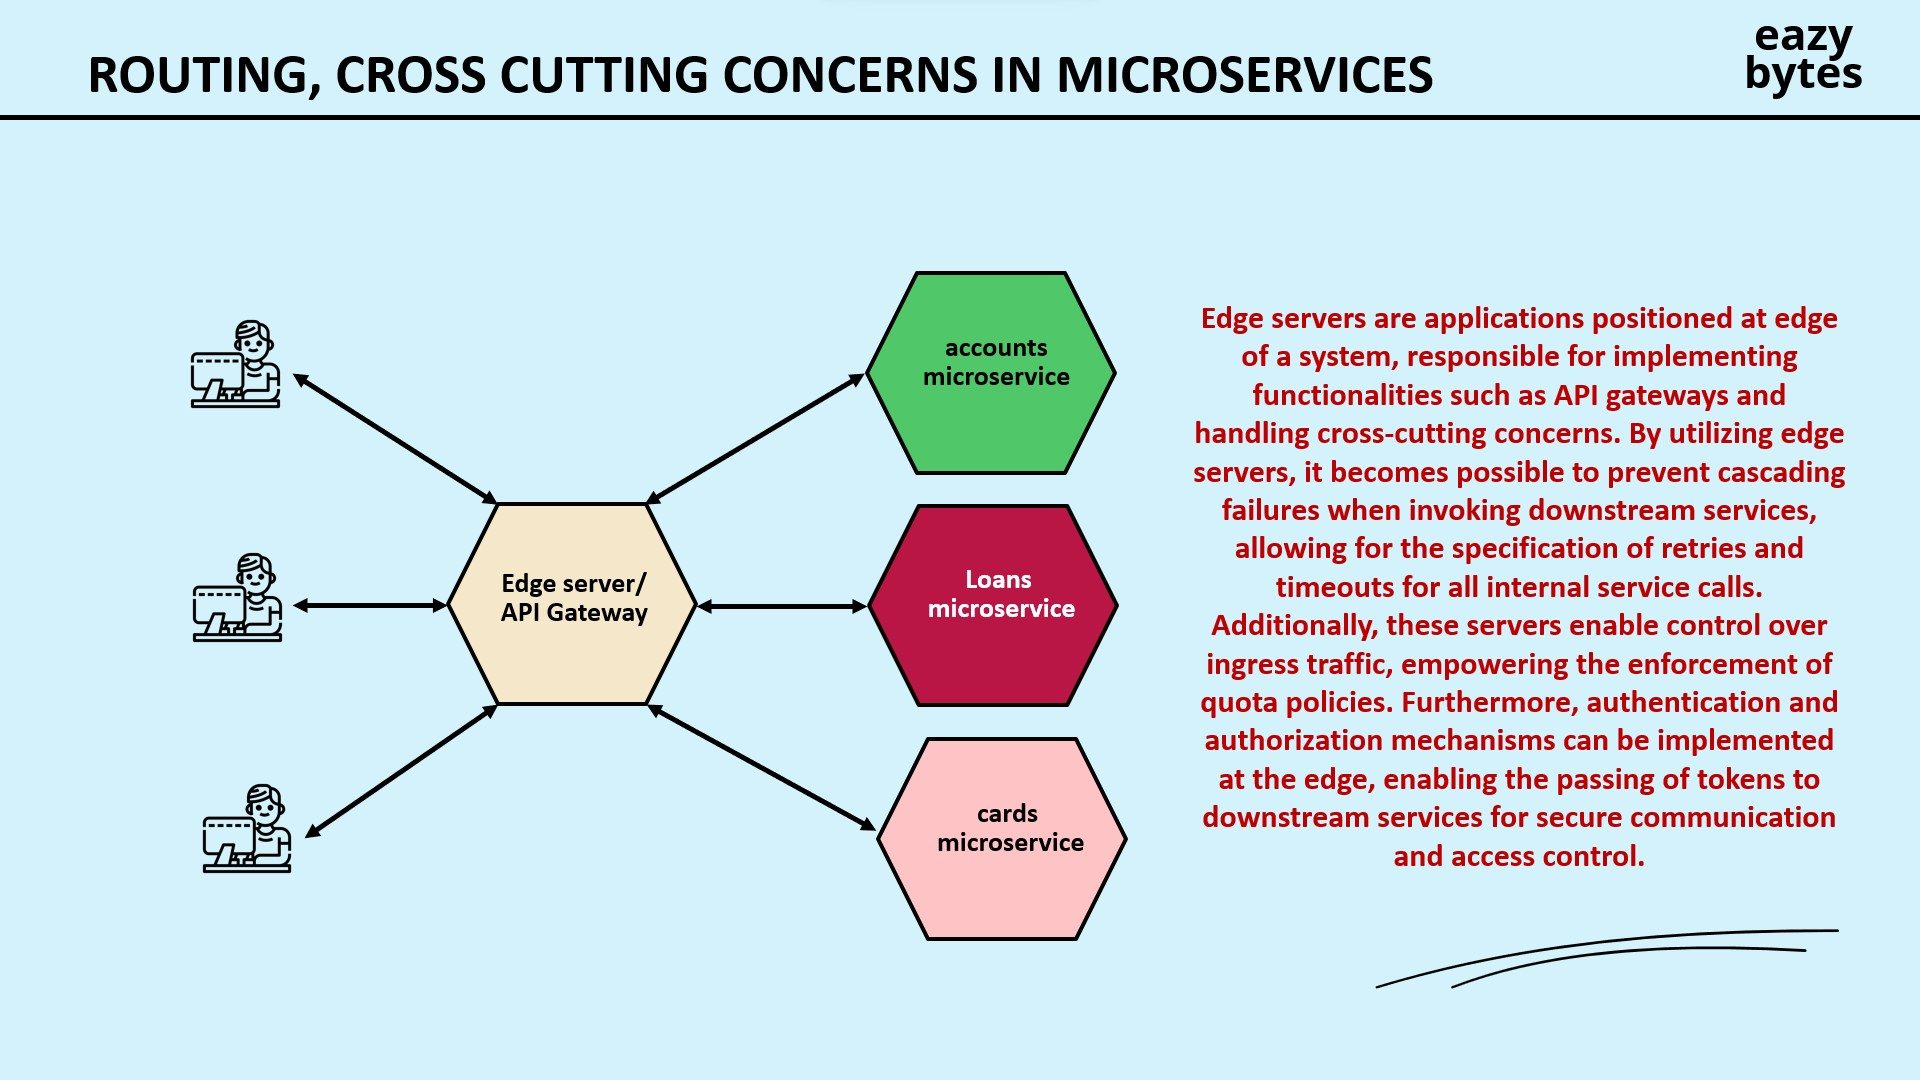 ROUTING, CROSS CUTTING CONCERNS IN MICROSERVICES
eazy
bytes
accounts
microservice
Edge server/
API Gateway
Loans
microservice
cards
microservice
Edge servers are applications positioned at edge
of a system, responsible for implementing
functionalities such as API gateways and
handling cross-cutting concerns. By utilizing edge
servers, it becomes possible to prevent cascading
failures when invoking downstream services,
allowing for the specification of retries and
timeouts for all internal service calls.
Additionally, these servers enable control over
ingress traffic, empowering the enforcement of
quota policies. Furthermore, authentication and
authorization mechanisms can be implemented
at the edge, enabling the passing of tokens to
downstream services for secure communication
and access control.